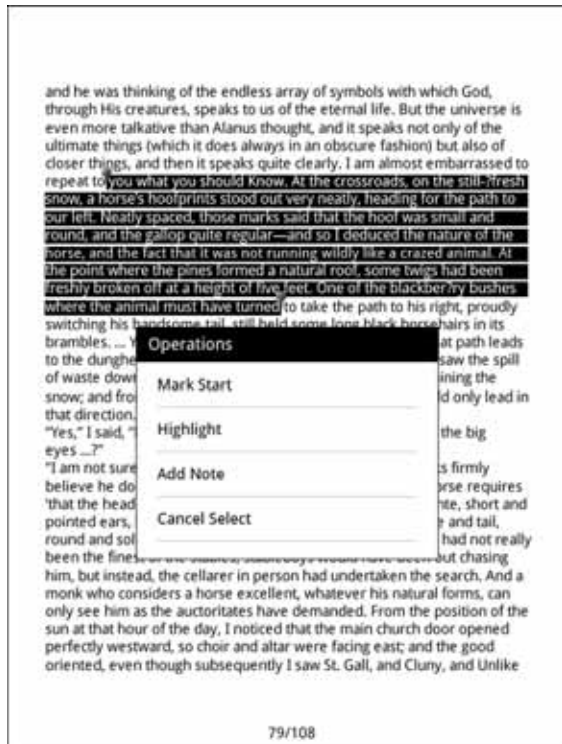 and he was thinking of the endless array of symbols with which God,
through His creatures, speaks to us of the eternal life. But the universe is
even more talkative than Alanus thought, and it speaks not only of the
ultimate things (which it does always in an obscure fashion) but also of
closer things, and then it speaks quite clearly. I am almost embarrassed to
repeat to you what you should Know. At the crossroads, on the still-?fresh
snow, a horse's hoofprints stood out very neatly, heading for the path to
our left. Neatly spaced, those marks said that the hoof was small and
round, and the gallop quite regular—and so I deduced the nature of the
horse, and the fact that it was not running wildly like a crazed animal. At
the point where the pines formed a natural roof, some twigs had been
freshly broken off at a height of five feet. One of the blackber?ry bushes
where the animal must have turned to take the path to his right, proudly
switching his handsome tail, still held some long black horsehairs in its
brambles. ... at path leads
to the dunghe saw the spill
of waste down ining the
snow; and fro ld only lead in
that direction.
"Yes," I said, the big
eyes ...?"
"I am not sure s firmly
believe he do orse requires
'that the head nte, short and
pointed ears, e and tail,
round and sol had not really
been the finest of the stables, stableboys would have been out chasing
him, but instead, the cellarer in person had undertaken the search. And a
monk who considers a horse excellent, whatever his natural forms, can
only see him as the auctoritates have demanded. From the position of the
sun at that hour of the day, I noticed that the main church door opened
perfectly westward, so choir and altar were facing east; and the good
oriented, even though subsequently I saw St. Gall, and Cluny, and Unlike
Operations
Mark Start
Highlight
Add Note
Cancel Select
79/108